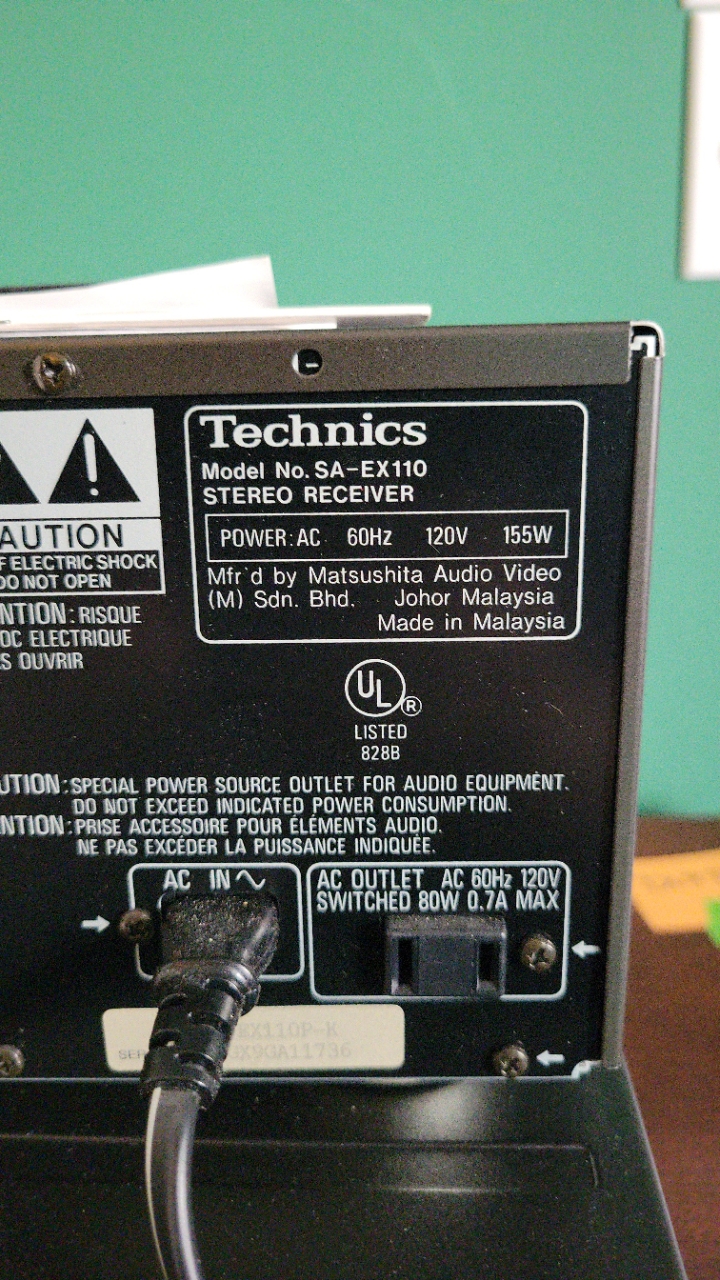 Technics
Model No. SA-EX110
STEREO RECEIVER
POWER: AC 60Hz 120V 155W
Mfr'd by Matsushita Audio Video
(M) Sdn. Bhd. Johor Malaysia
Made in Malaysia
AUTION
F ELECTRIC SHOCK
DO NOT OPEN
NTION: RISQUE
OC ELECTRIQUE
S OUVRIR
UL®
LISTED
828B
UTION: SPECIAL POWER SOURCE OUTLET FOR AUDIO EQUIPMENT.
DO NOT EXCEED INDICATED POWER CONSUMPTION.
NTION: PRISE ACCESSOIRE POUR ÉLÉMENTS AUDIO.
NE PAS EXCÉDER LA PUISSANCE INDIQUÉE.
AC IN ~
AC OUTLET AC 60Hz 120V
SWITCHED 80W 0.7A MAX
EX110P-K
SER GX9GA11736